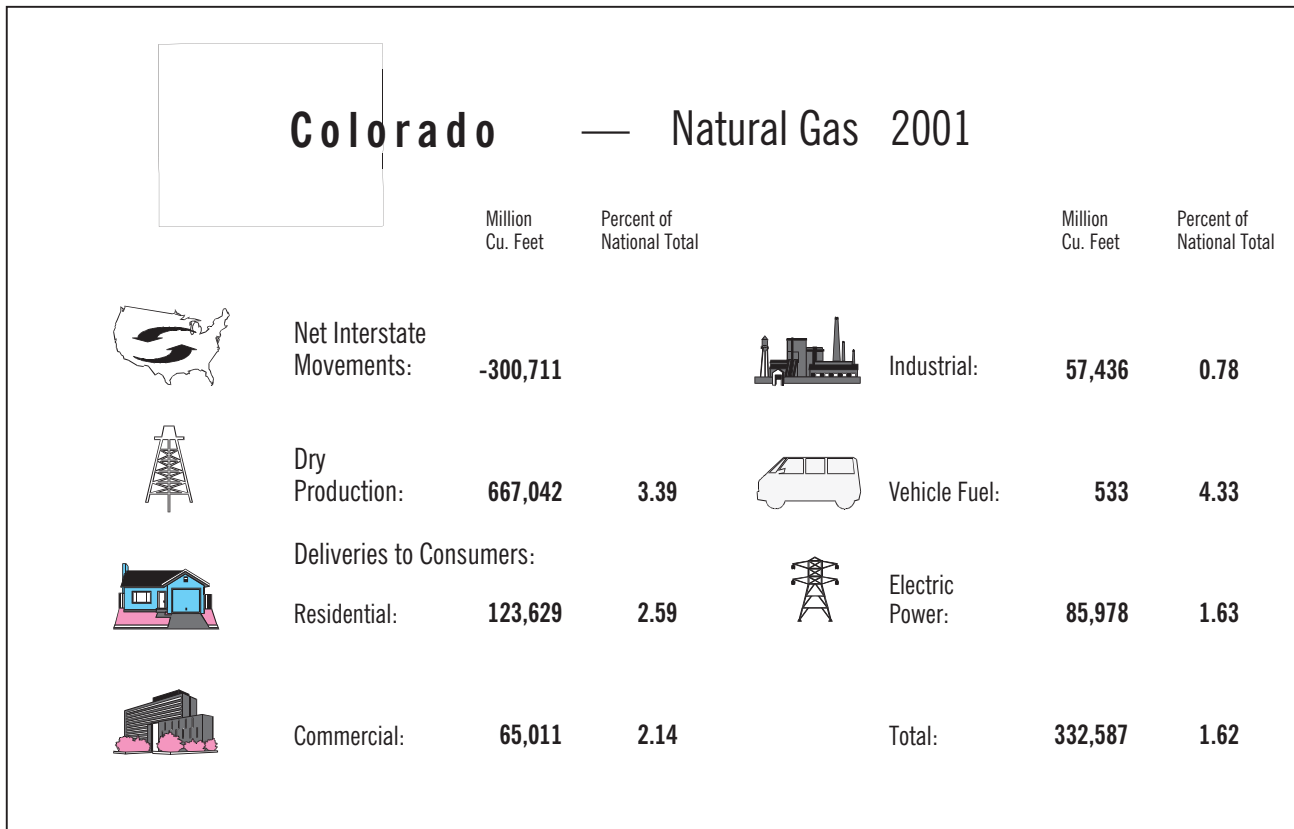 Colorado — Natural Gas 2001
Million Percent of
Cu. Feet National Total
Net Interstate
Movements: -300,711
Dry
Production: 667,042 3.39
Deliveries to Consumers:
Residential: 123,629 2.59
Commercial: 65,011 2.14
Million Percent of
Cu. Feet National Total
Industrial: 57,436 0.78
Vehicle Fuel: 533 4.33
Electric
Power: 85,978 1.63
Total: 332,587 1.62